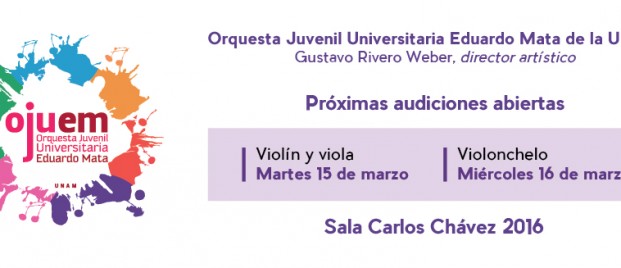 ojuem
Orquesta Juvenil
Universitaria
Eduardo Mata
UNAM
Orquesta Juvenil Universitaria Eduardo Mata de la U
Gustavo Rivero Weber, director artístico
Próximas audiciones abiertas
Violín y viola
Martes 15 de marzo
Violonchelo
Miércoles 16 de marz
Sala Carlos Chávez 2016